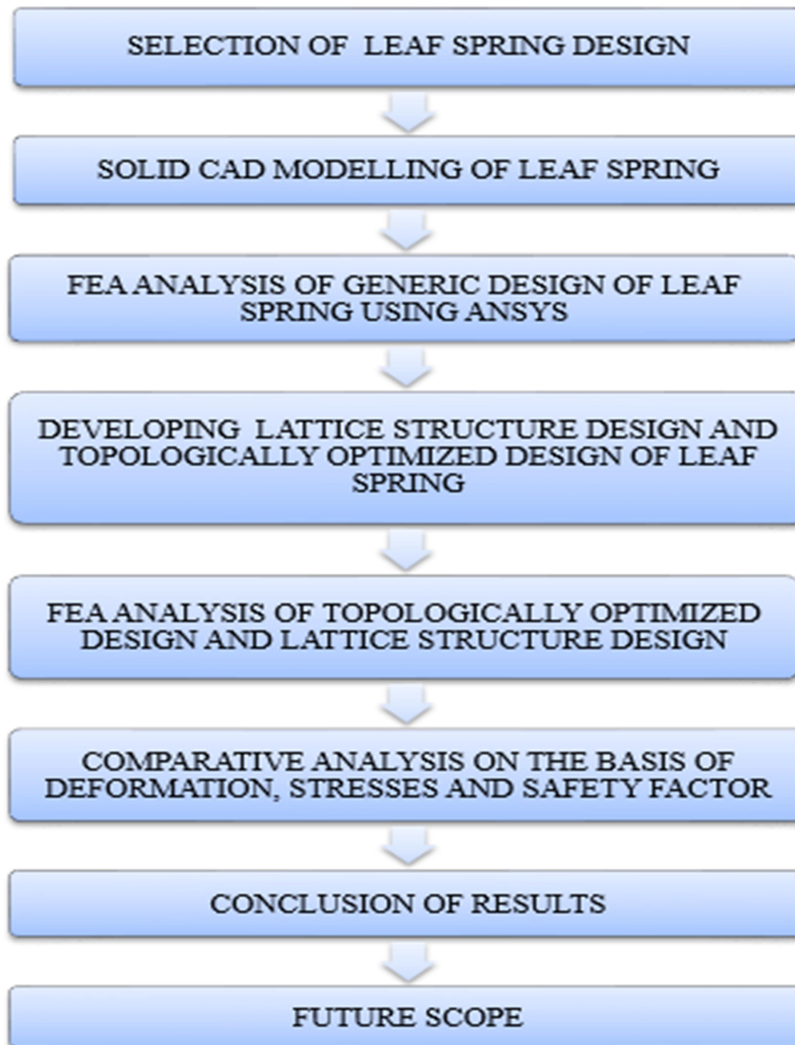 SELECTION OF LEAF SPRING DESIGN
SOLID CAD MODELLING OF LEAF SPRING
FEA ANALYSIS OF GENERIC DESIGN OF LEAF
SPRING USING ANSYS
DEVELOPING LATTICE STRUCTURE DESIGN AND
TOPOLOGICALLY OPTIMIZED DESIGN OF LEAF
SPRING
FEA ANALYSIS OF TOPOLOGICALLY OPTIMIZED
DESIGN AND LATTICE STRUCTURE DESIGN
COMPARATIVE ANALYSIS ON THE BASIS OF
DEFORMATION, STRESSES AND SAFETY FACTOR
CONCLUSION OF RESULTS
FUTURE SCOPE